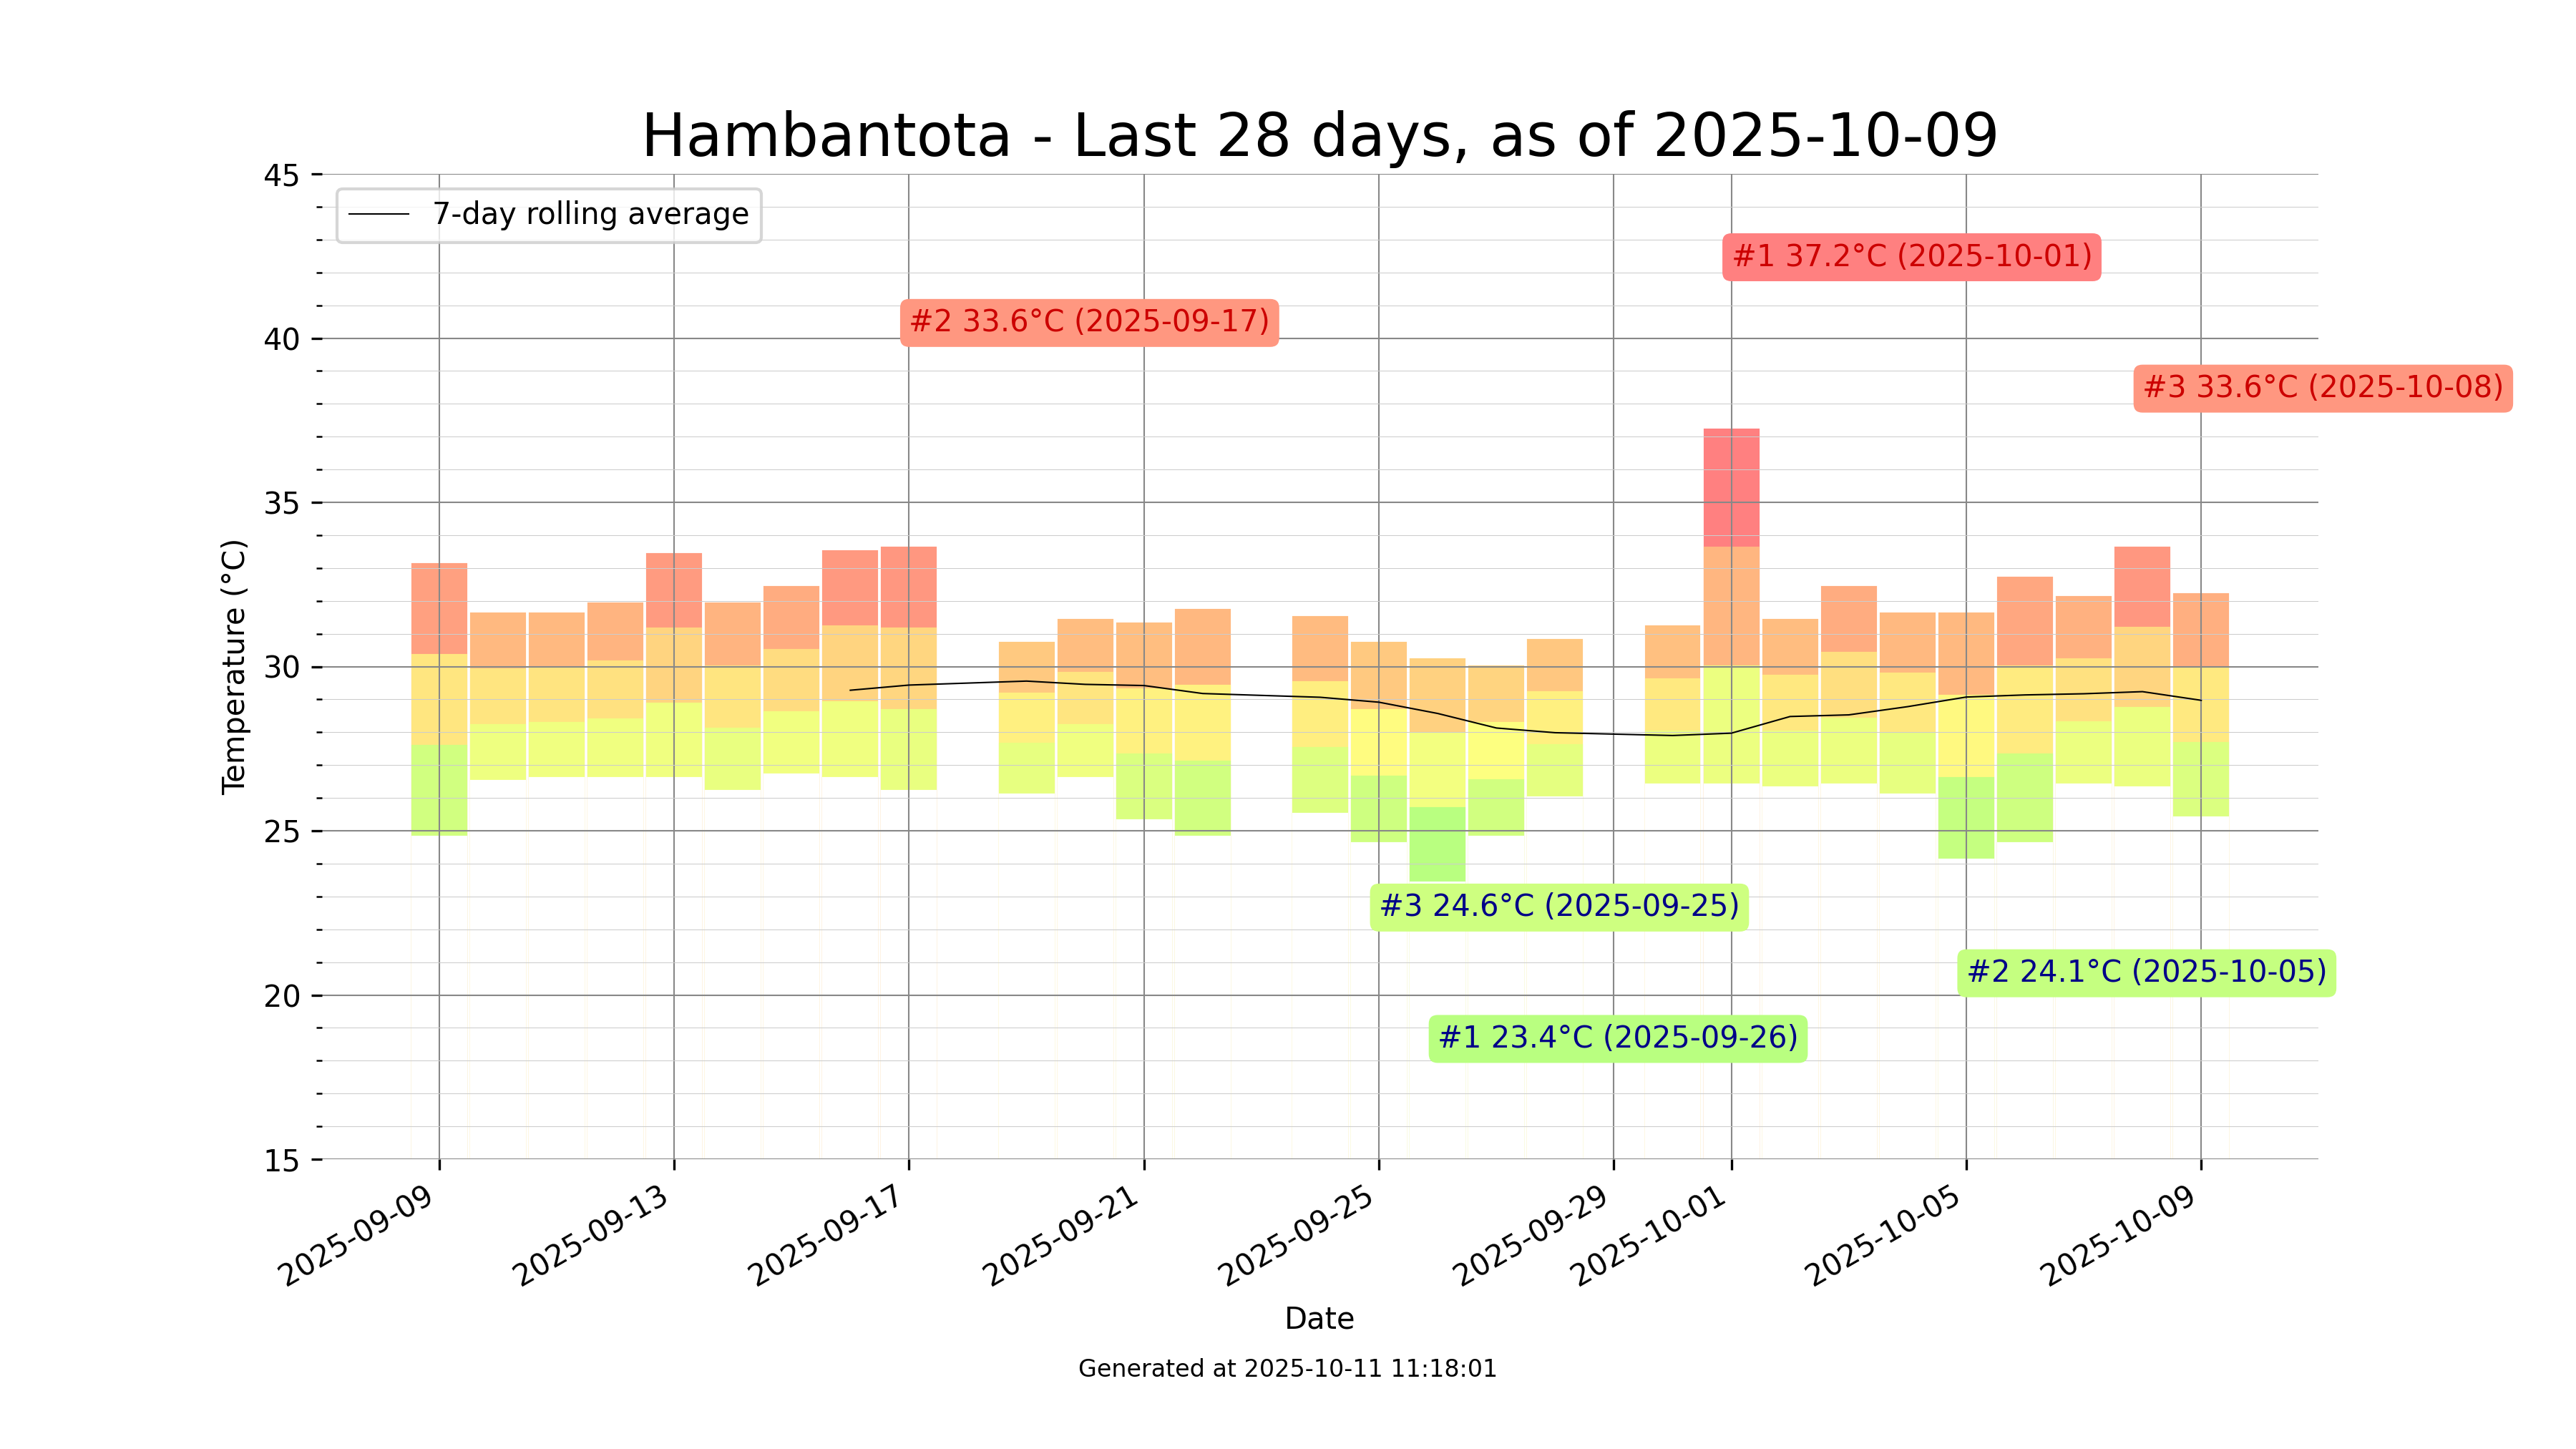 Hambantota - Last 28 days, as of 2025-10-09
45
7-day rolling average
#1 37.2°C (2025-10-01)
#2 33.6°C (2025-09-17)
40
#3 33.6°C (2025-10-08)
35
Temperature (°C)
30
25
#3 24.6°C (2025-09-25)
#2 24.1°C (2025-10-05)
20
#1 23.4°C (2025-09-26)
15
2025-09-09
2025-09-13
2025-09-17
2025-09-21
2025-09-25
2025-09-29
2025-10-01
2025-10-05
2025-10-09
Date
Generated at 2025-10-11 11:18:01